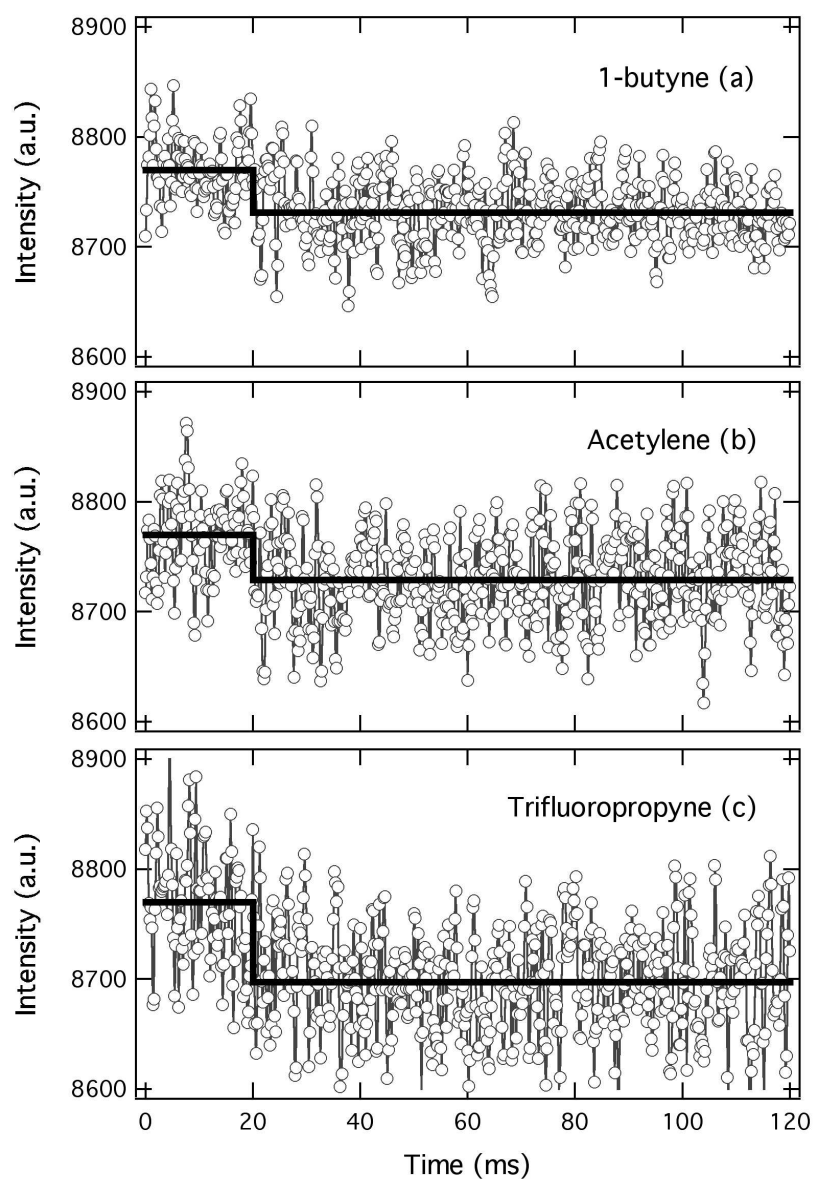 8900
1-butyne (a)
8800
Intensity (a.u.)
8700
8600
8900
Acetylene (b)
8800
Intensity (a.u.)
8700
8600
8900
Trifluoropropyne (c)
8800
Intensity (a.u.)
8700
8600
0 20 40 60 80 100 120
Time (ms)